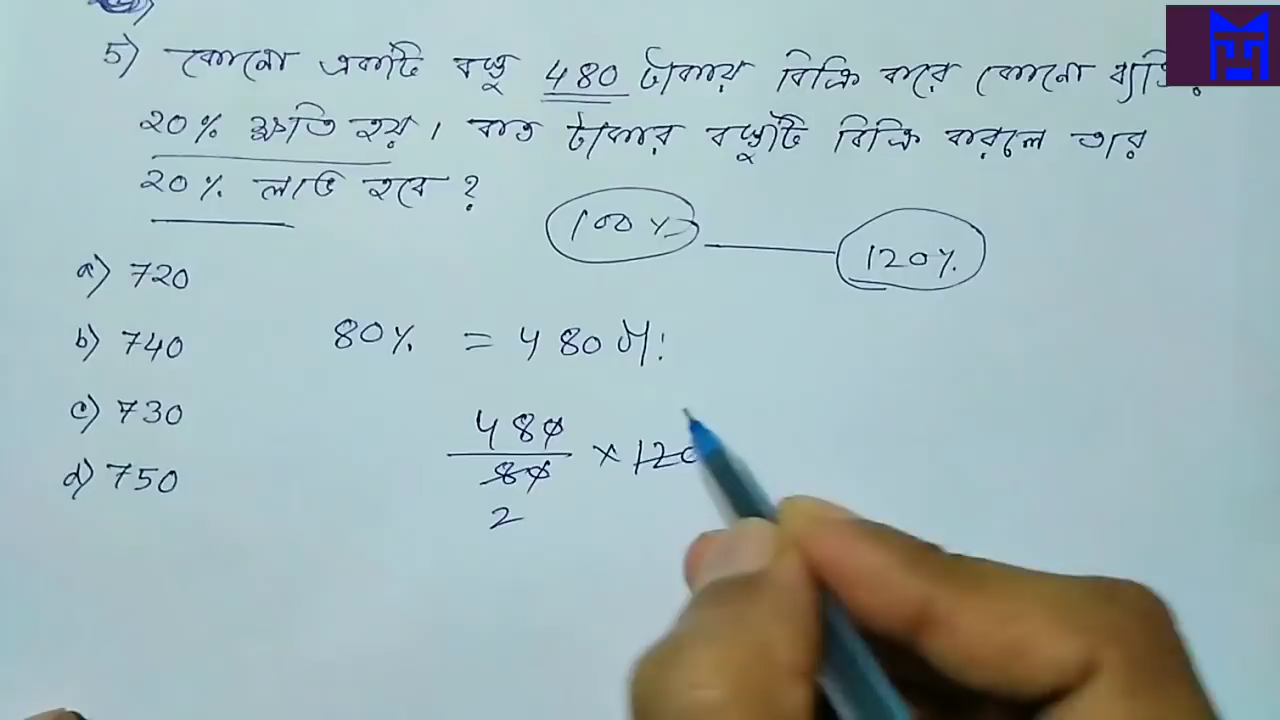 5) কোনো একটি বস্তু 480 টাকায় বিক্রি করে কোনো
20% ক্ষতি হয়। কত টাকায় বস্তুটি বিক্রি করলে তার
20% লাভ হবে ?
100% 120%
a) 720
b) 740
80% = 480
c) 730
480
80 × 120
d) 750
2